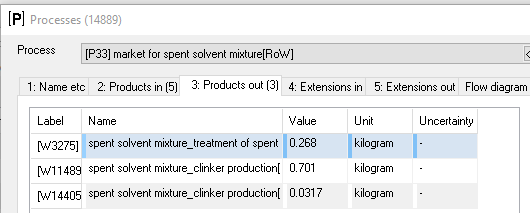 [P] Processes (14889)
Process [P33] market for spent solvent mixture[RoW]
1: Name etc 2: Products in (5) 3: Products out (3) 4: Extensions in 5: Extensions out Flow diagram
Label Name Value Unit Uncertainty
[W3275] spent solvent mixture_treatment of spent 0.268 kilogram -
[W11489 spent solvent mixture_clinker production[ 0.701 kilogram -
[W14405 spent solvent mixture_clinker production[ 0.0317 kilogram -